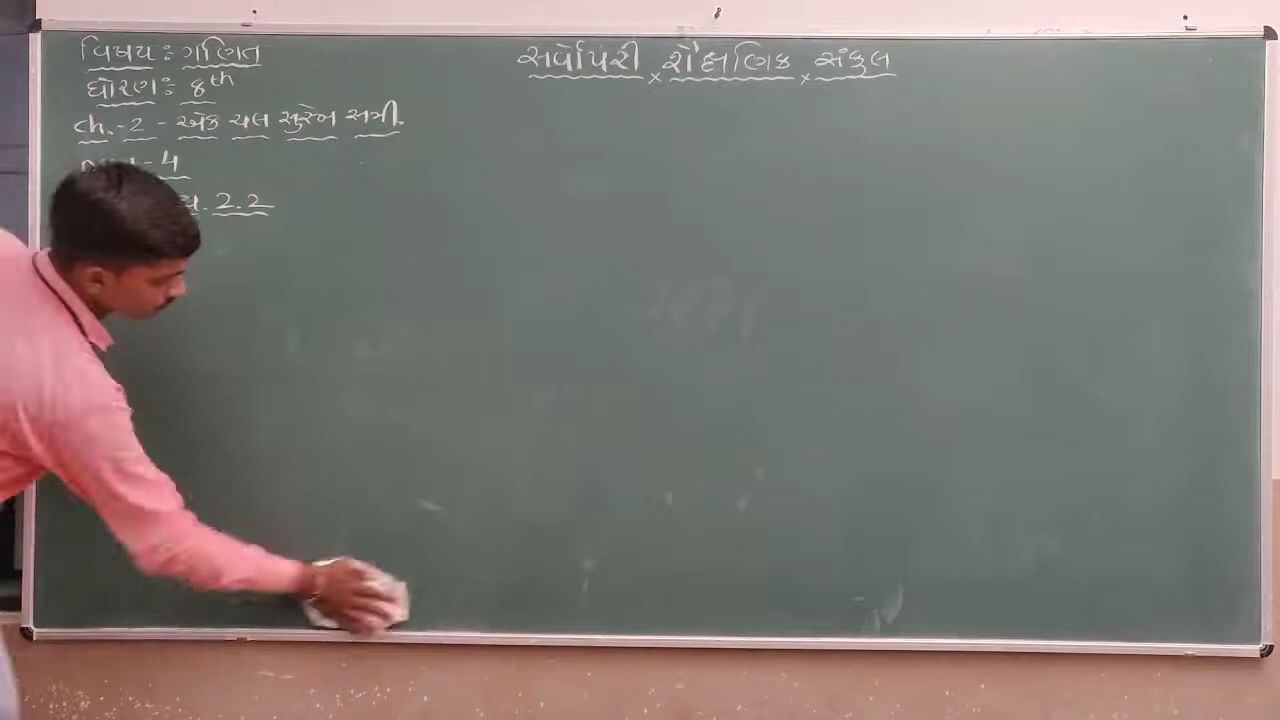 વિષય : ગણિત
સર્વોપરી શૈક્ષણિક સંકુલ
ધોરણ : 8th
ch.-2 - એક ચલ સુરેખ સમી.
- 4
2.2